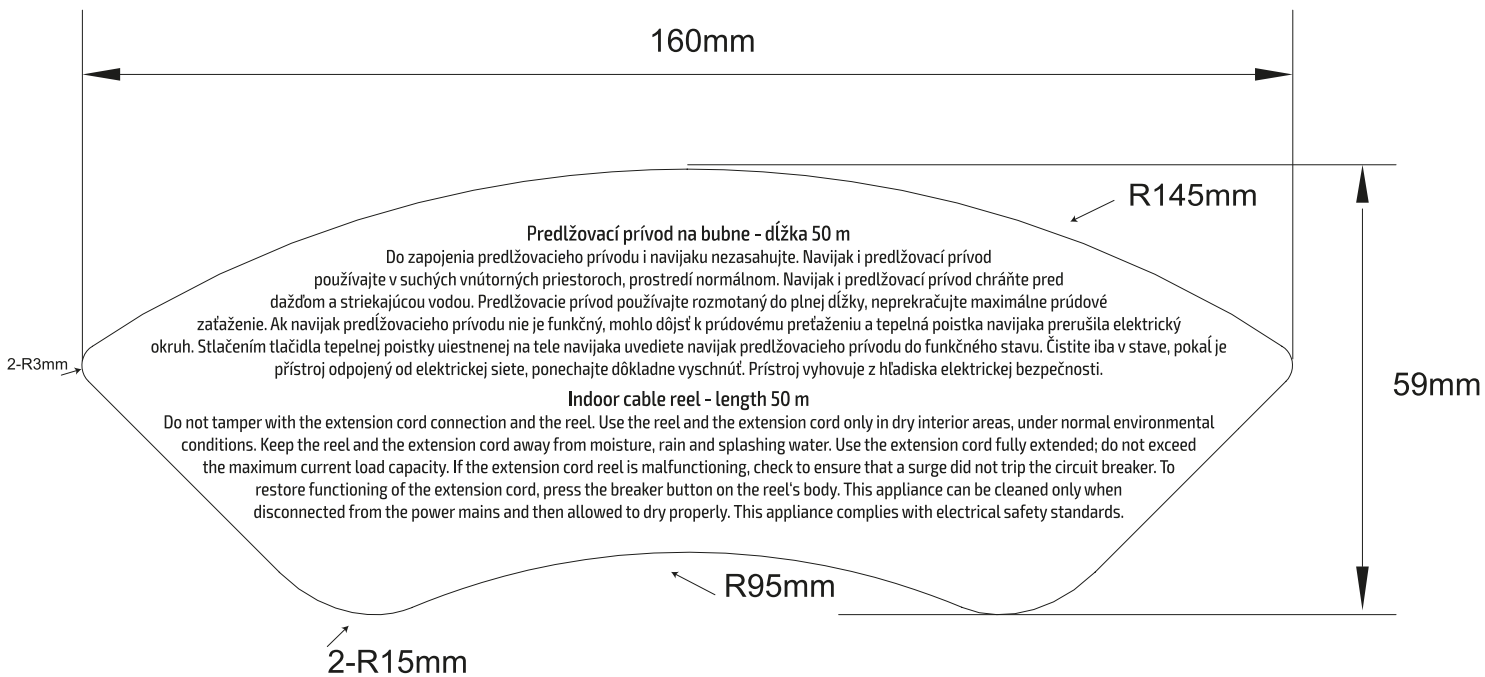 160mm
R145mm
Predlžovací prívod na bubne - dĺžka 50 m
Do zapojenia predlžovacieho prívodu i navijaku nezasahujte. Navijak i predlžovací prívod
používajte v suchých vnútorných priestoroch, prostredí normálnom. Navijak i predlžovací prívod chráňte pred
dažďom a striekajúcou vodou. Predlžovacie prívod používajte rozmotaný do plnej dĺžky, neprekračujte maximálne prúdové
zaťaženie. Ak navijak predĺžovacieho prívodu nie je funkčný, mohlo dôjsť k prúdovému preťaženiu a tepelná poistka navijaka prerušila elektrický
okruh. Stlačením tlačidla tepelnej poistky uiestnenej na tele navijaka uvediete navijak predlžovacieho prívodu do funkčného stavu. Čistite iba v stave, pokaľ je
prístroj odpojený od elektrickej siete, ponechajte dôkladne vyschnúť. Prístroj vyhovuje z hľadiska elektrickej bezpečnosti.
2-R3mm
59mm
Indoor cable reel - length 50 m
Do not tamper with the extension cord connection and the reel. Use the reel and the extension cord only in dry interior areas, under normal environmental
conditions. Keep the reel and the extension cord away from moisture, rain and splashing water. Use the extension cord fully extended; do not exceed
the maximum current load capacity. If the extension cord reel is malfunctioning, check to ensure that a surge did not trip the circuit breaker. To
restore functioning of the extension cord, press the breaker button on the reel's body. This appliance can be cleaned only when
disconnected from the power mains and then allowed to dry properly. This appliance complies with electrical safety standards.
R95mm
2-R15mm